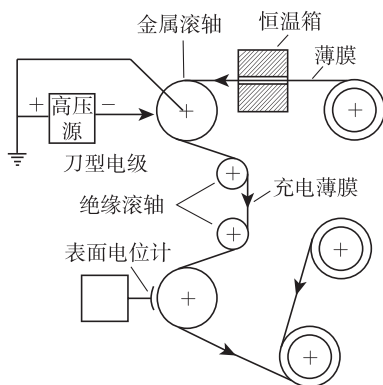 恒温箱
金属滚轴
薄膜
+ 高压源 −
刀型电级
充电薄膜
绝缘滚轴
表面电位计